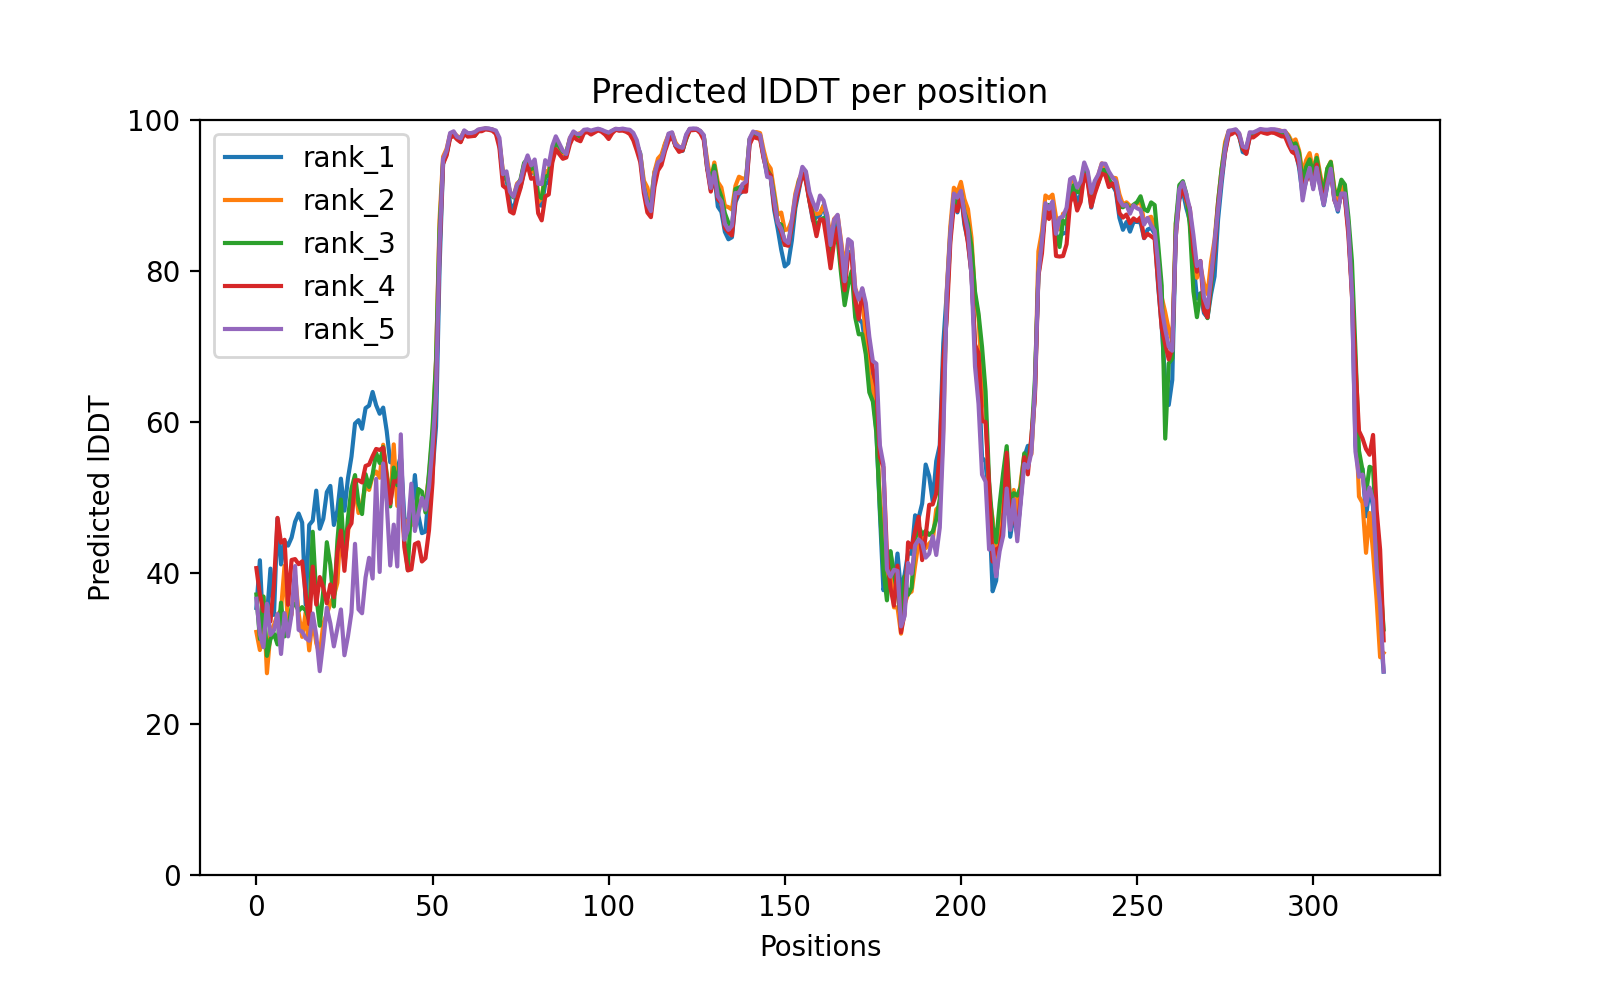 Predicted lDDT per position
100
80
60
40
20
0
Predicted lDDT
rank_1
rank_2
rank_3
rank_4
rank_5
0 50 100 150 200 250 300
Positions